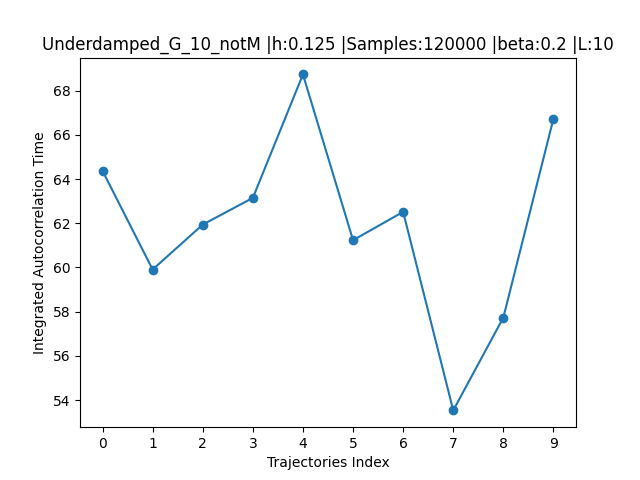 Underdamped_G_10_notM |h:0.125 |Samples:120000 |beta:0.2 |L:10
Integrated Autocorrelation Time
68
66
64
62
60
58
56
54
0 1 2 3 4 5 6 7 8 9
Trajectories Index